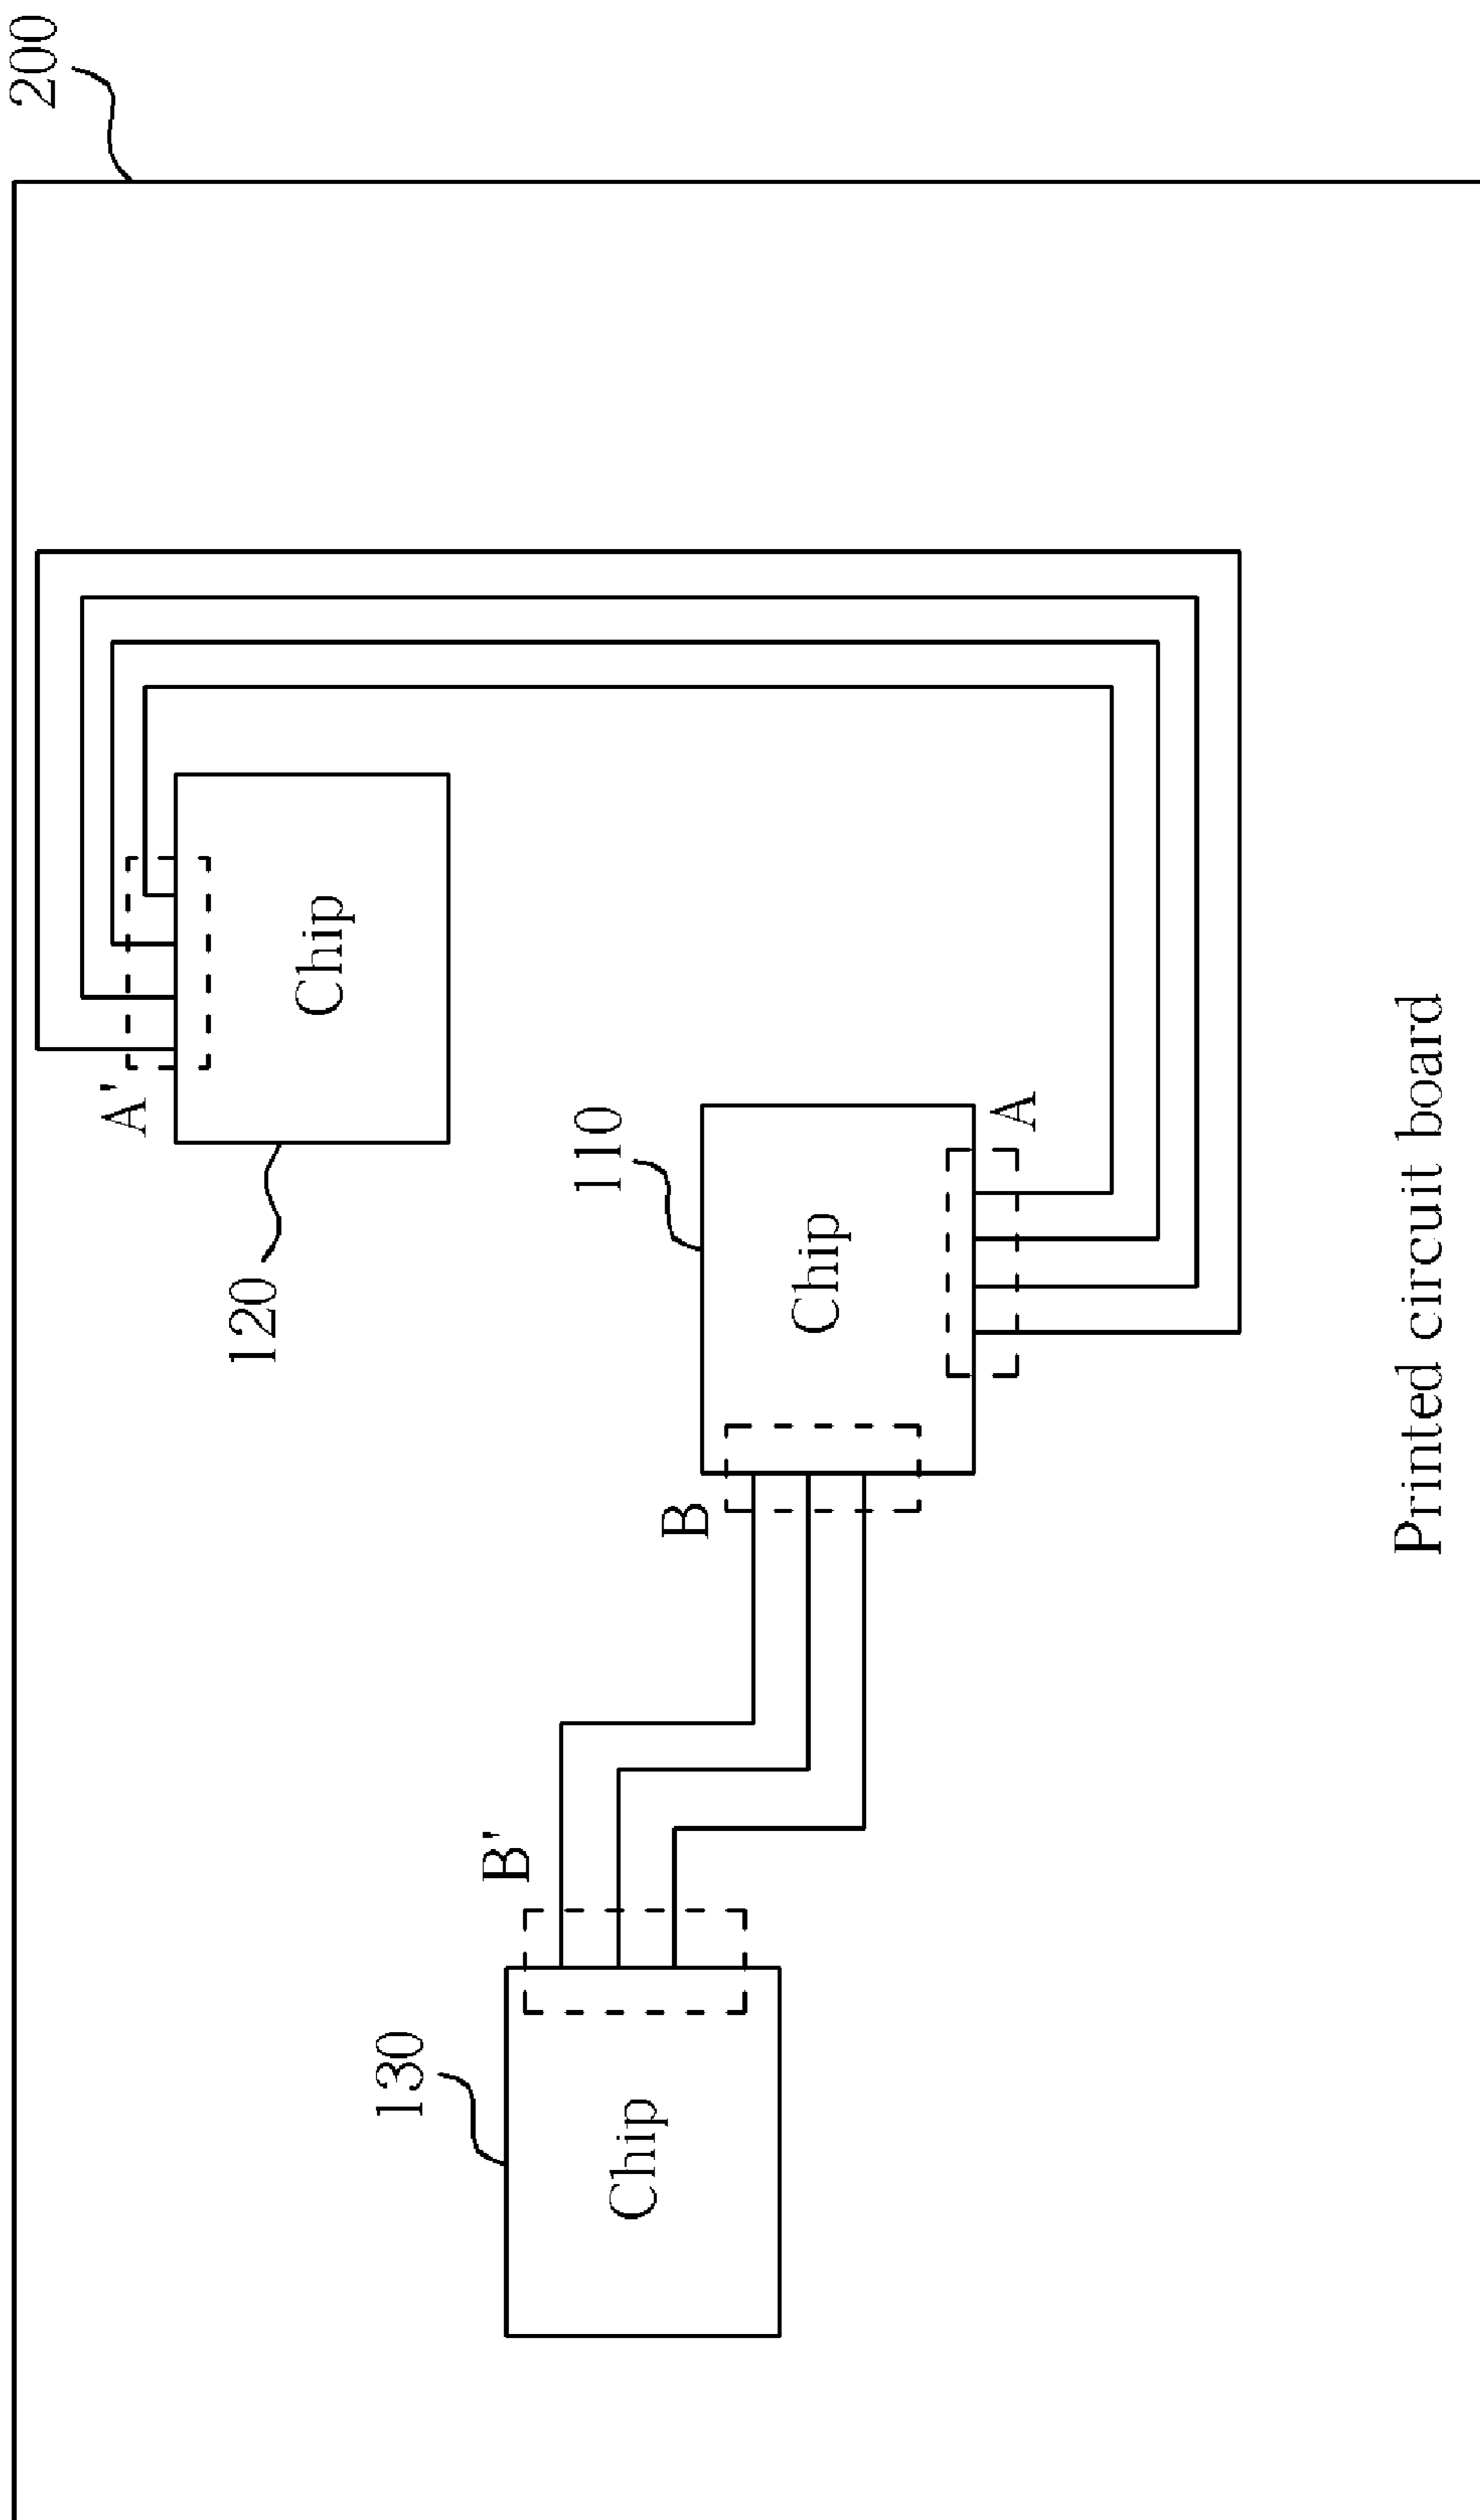 200
A'
Chip
120
110
A
Chip
B
B'
130
Chip
Printed circuit board